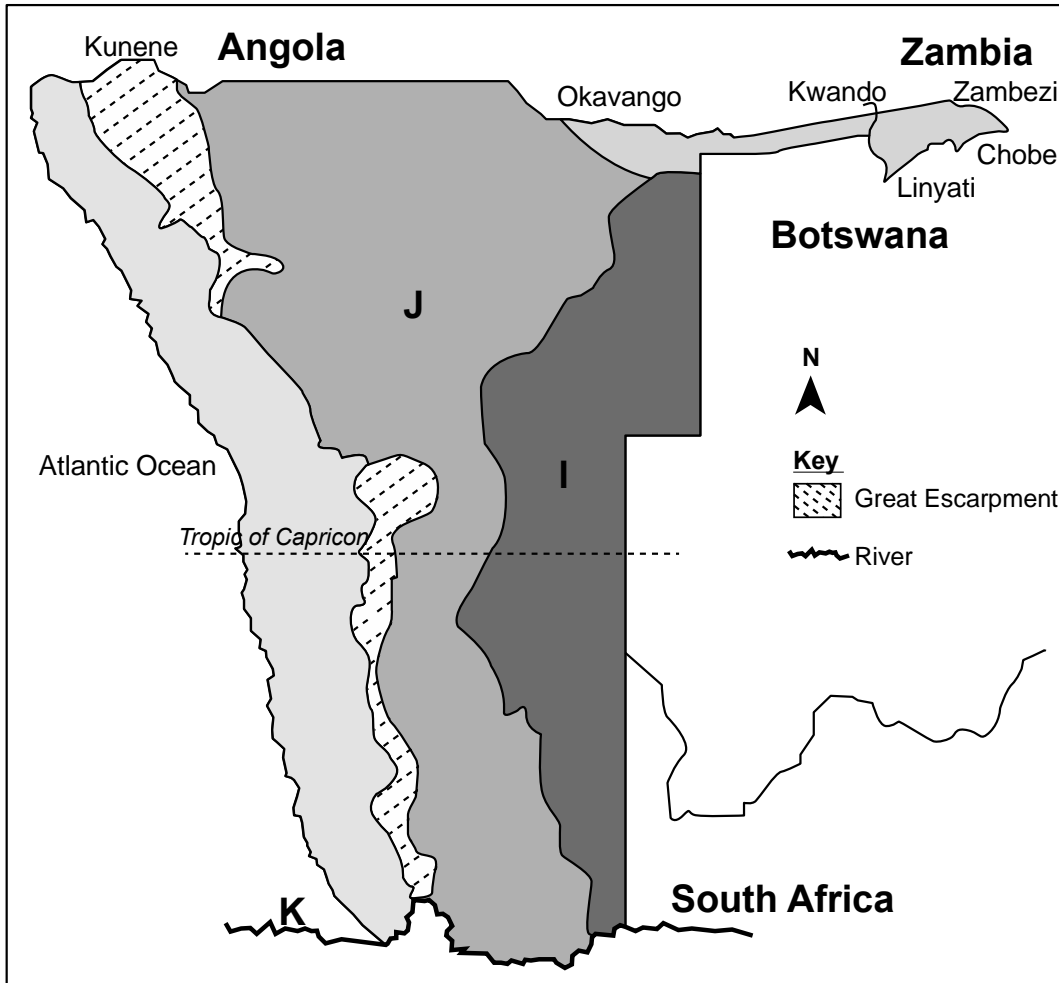 Kunene
Angola
Zambia
Okavango
Kwando
Zambezi
Chobe
Linyati
Botswana
J
N
Atlantic Ocean
I
Key
Great Escarpment
Tropic of Capricon
River
K
South Africa